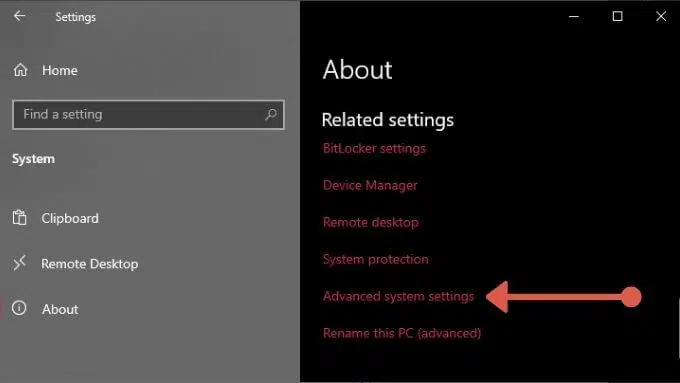 Settings
Home
Find a setting
System
Clipboard
Remote Desktop
About
About
Related settings
BitLocker settings
Device Manager
Remote desktop
System protection
Advanced system settings
Rename this PC (advanced)